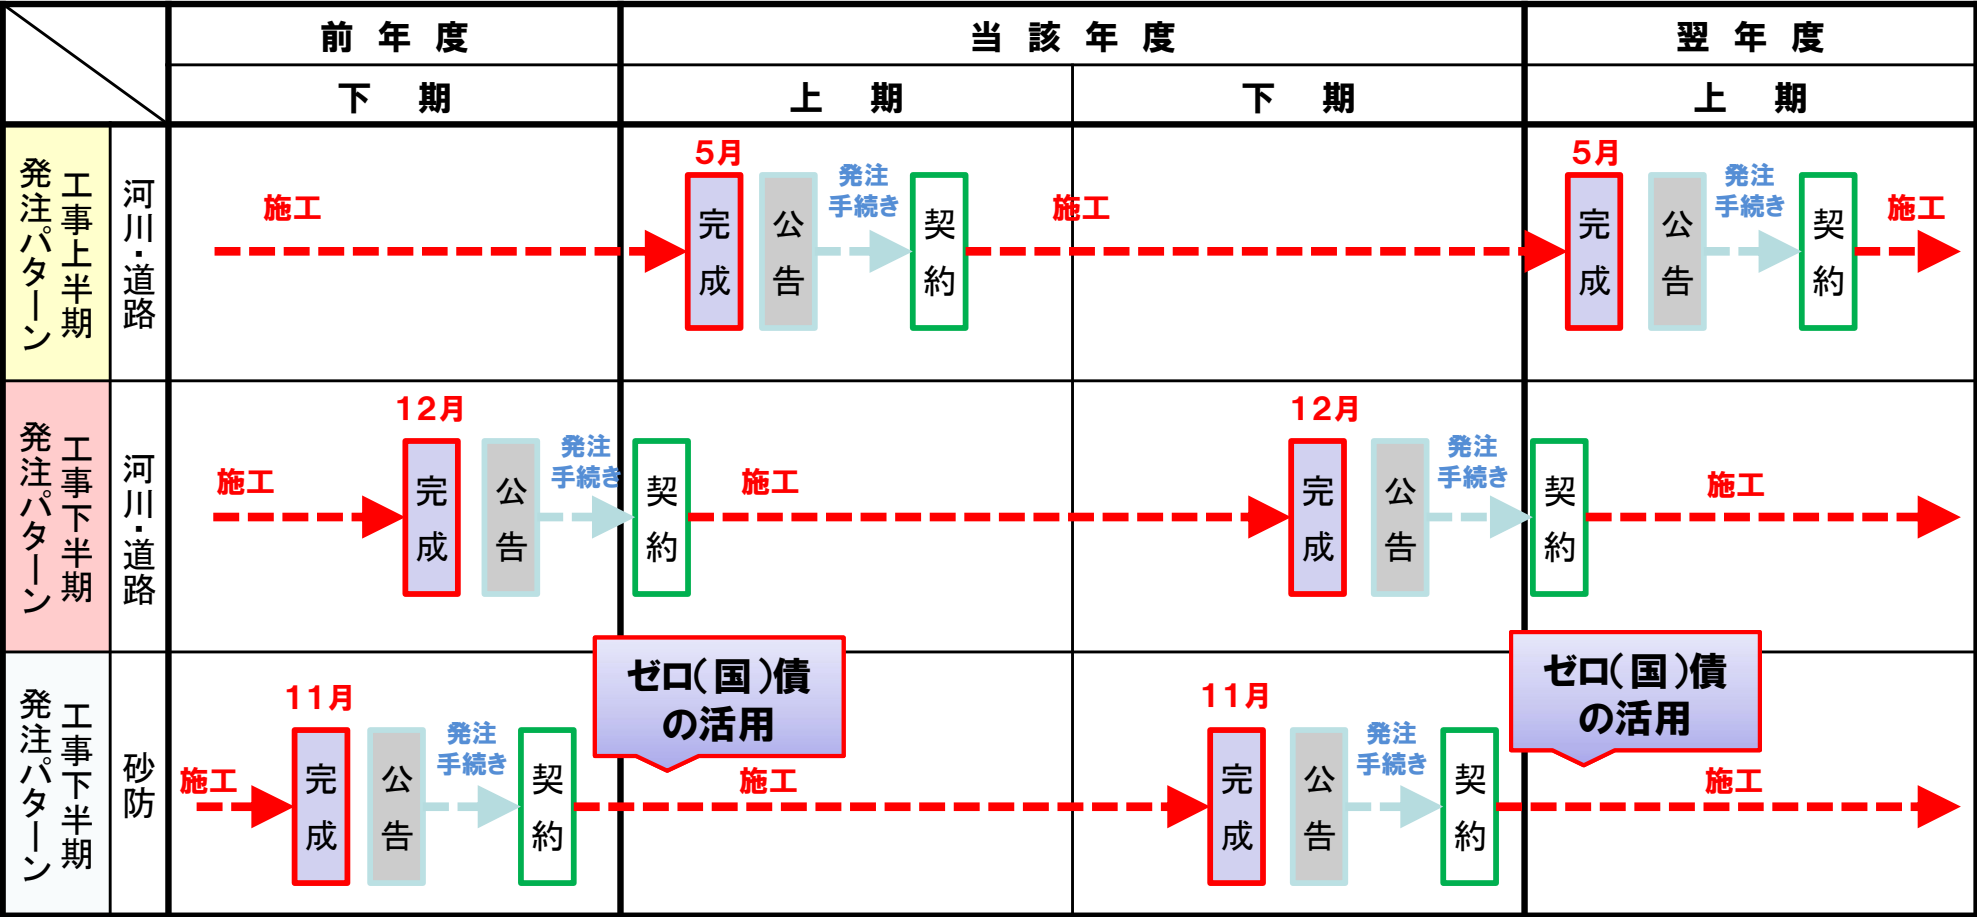 前年度
当該年度
翌年度
下期
上期
下期
上期
工事上半期
発注パターン
河川・道路
施工
5月
完成
公告
発注
手続き
契約
施工
5月
完成
公告
発注
手続き
契約
施工
工事下半期
発注パターン
河川・道路
施工
12月
完成
公告
発注
手続き
契約
施工
12月
完成
公告
発注
手続き
契約
施工
工事下半期
発注パターン
砂防
施工
11月
完成
公告
発注
手続き
契約
ゼロ(国)債
の活用
施工
11月
完成
公告
発注
手続き
契約
ゼロ(国)債
の活用
施工